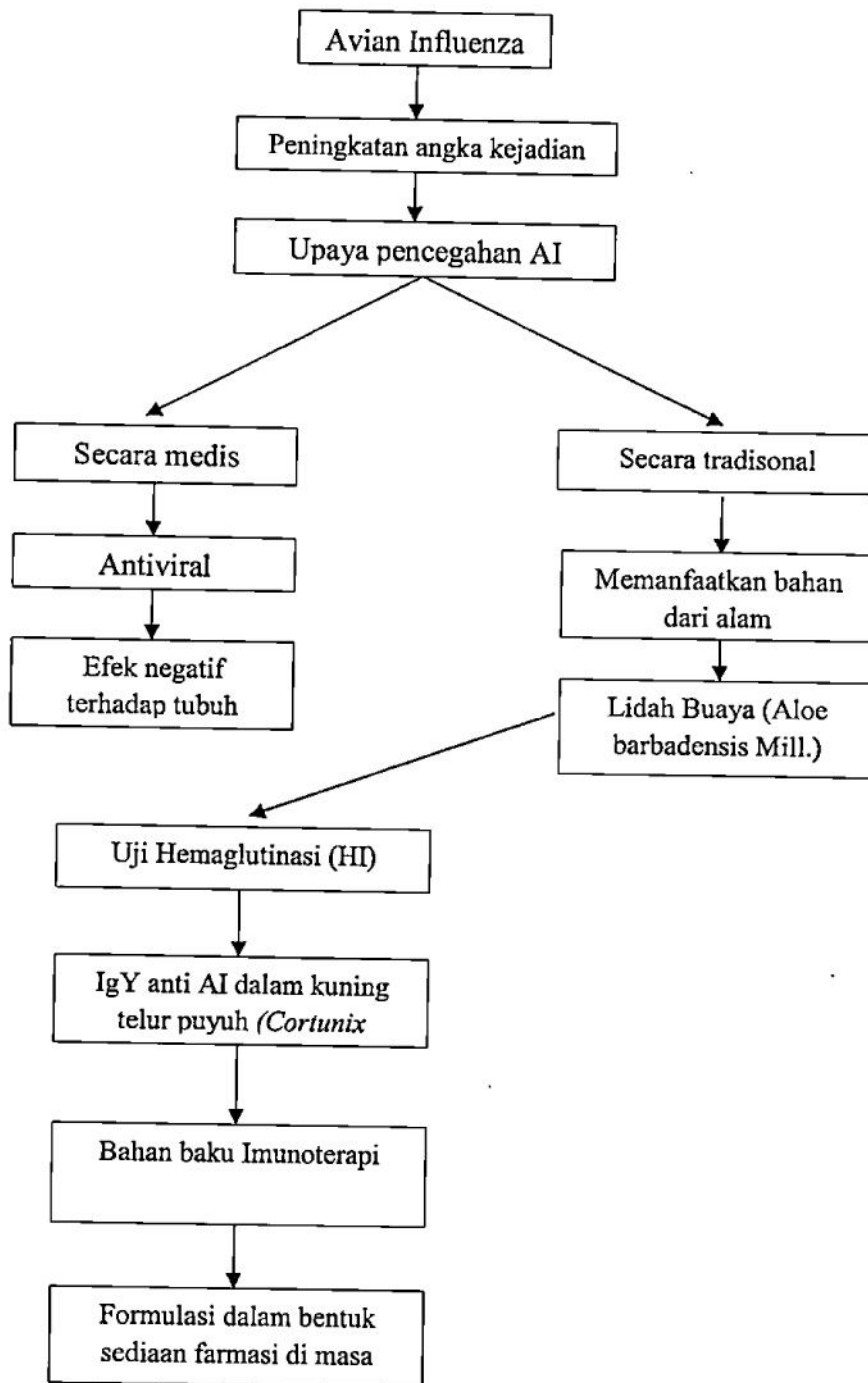 Avian Influenza
Peningkatan angka kejadian
Upaya pencegahan AI
Secara medis
Antiviral
Efek negatif
terhadap tubuh
Secara tradisonal
Memanfaatkan bahan
dari alam
Lidah Buaya (Aloe
barbadensis Mill.)
Uji Hemaglutinasi (HI)
IgY anti AI dalam kuning
telur puyuh (Cortunix
Bahan baku Imunoterapi
Formulasi dalam bentuk
sediaan farmasi di masa